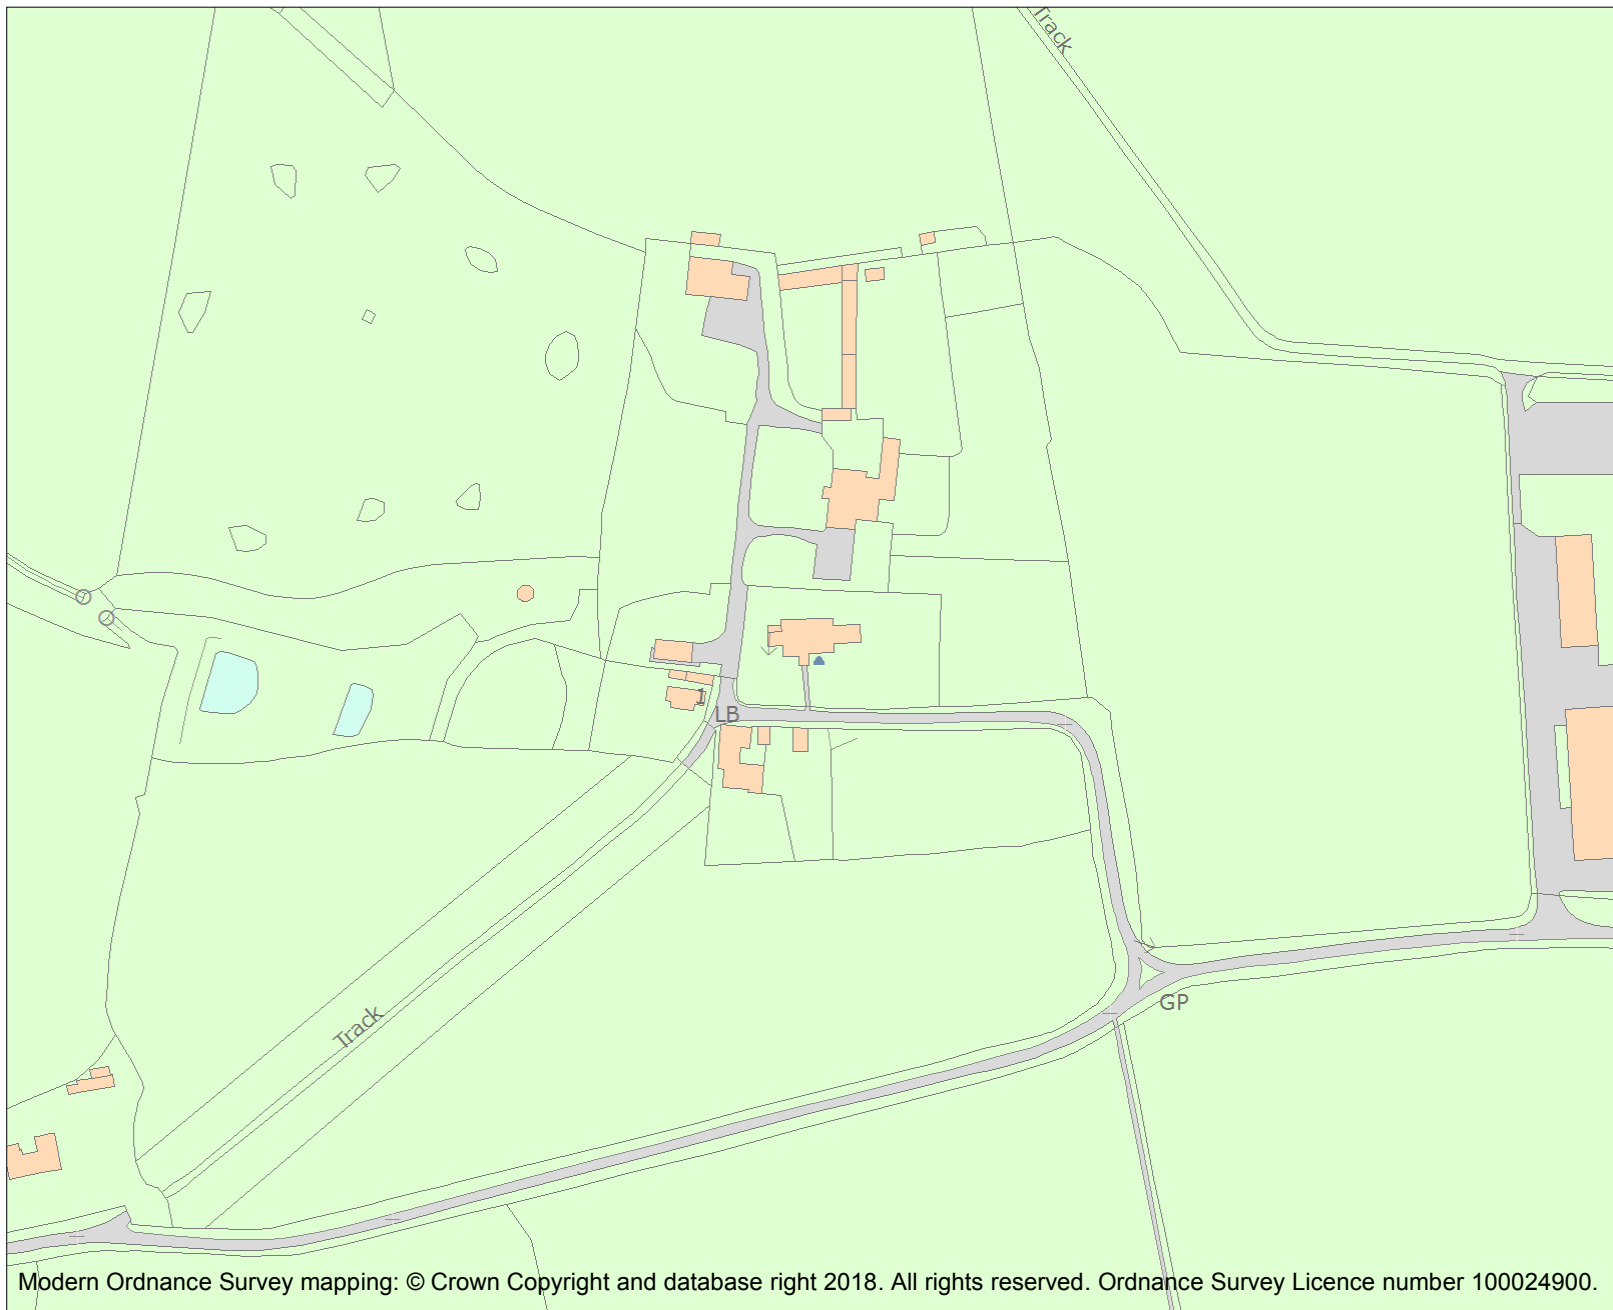 Track
1
LB
GP
Track
Modern Ordnance Survey mapping: © Crown Copyright and database right 2018. All rights reserved. Ordnance Survey Licence number 100024900.